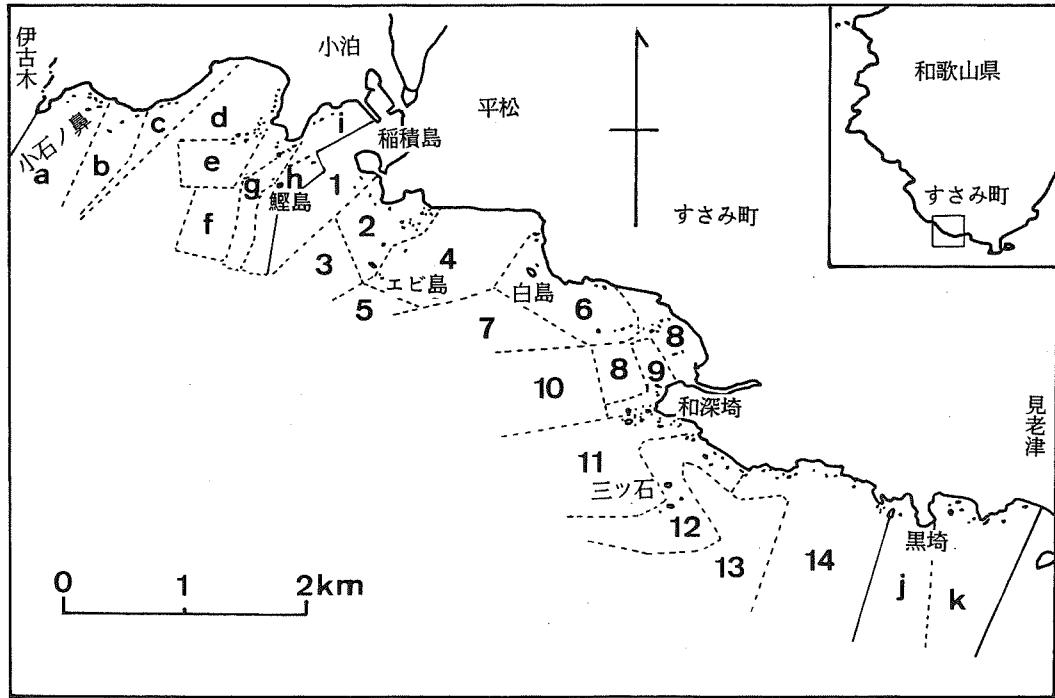 伊古木
小泊
和歌山県
平松
稲積島
すさみ町
すさみ町
小石ノ鼻
鰹島
エビ島
白島
和深埼
見老津
三ツ石
黒埼
a
b
c
d
e
f
g
h
i
1
2
3
4
5
6
7
8
8
9
10
11
12
13
14
j
k
0 1 2km